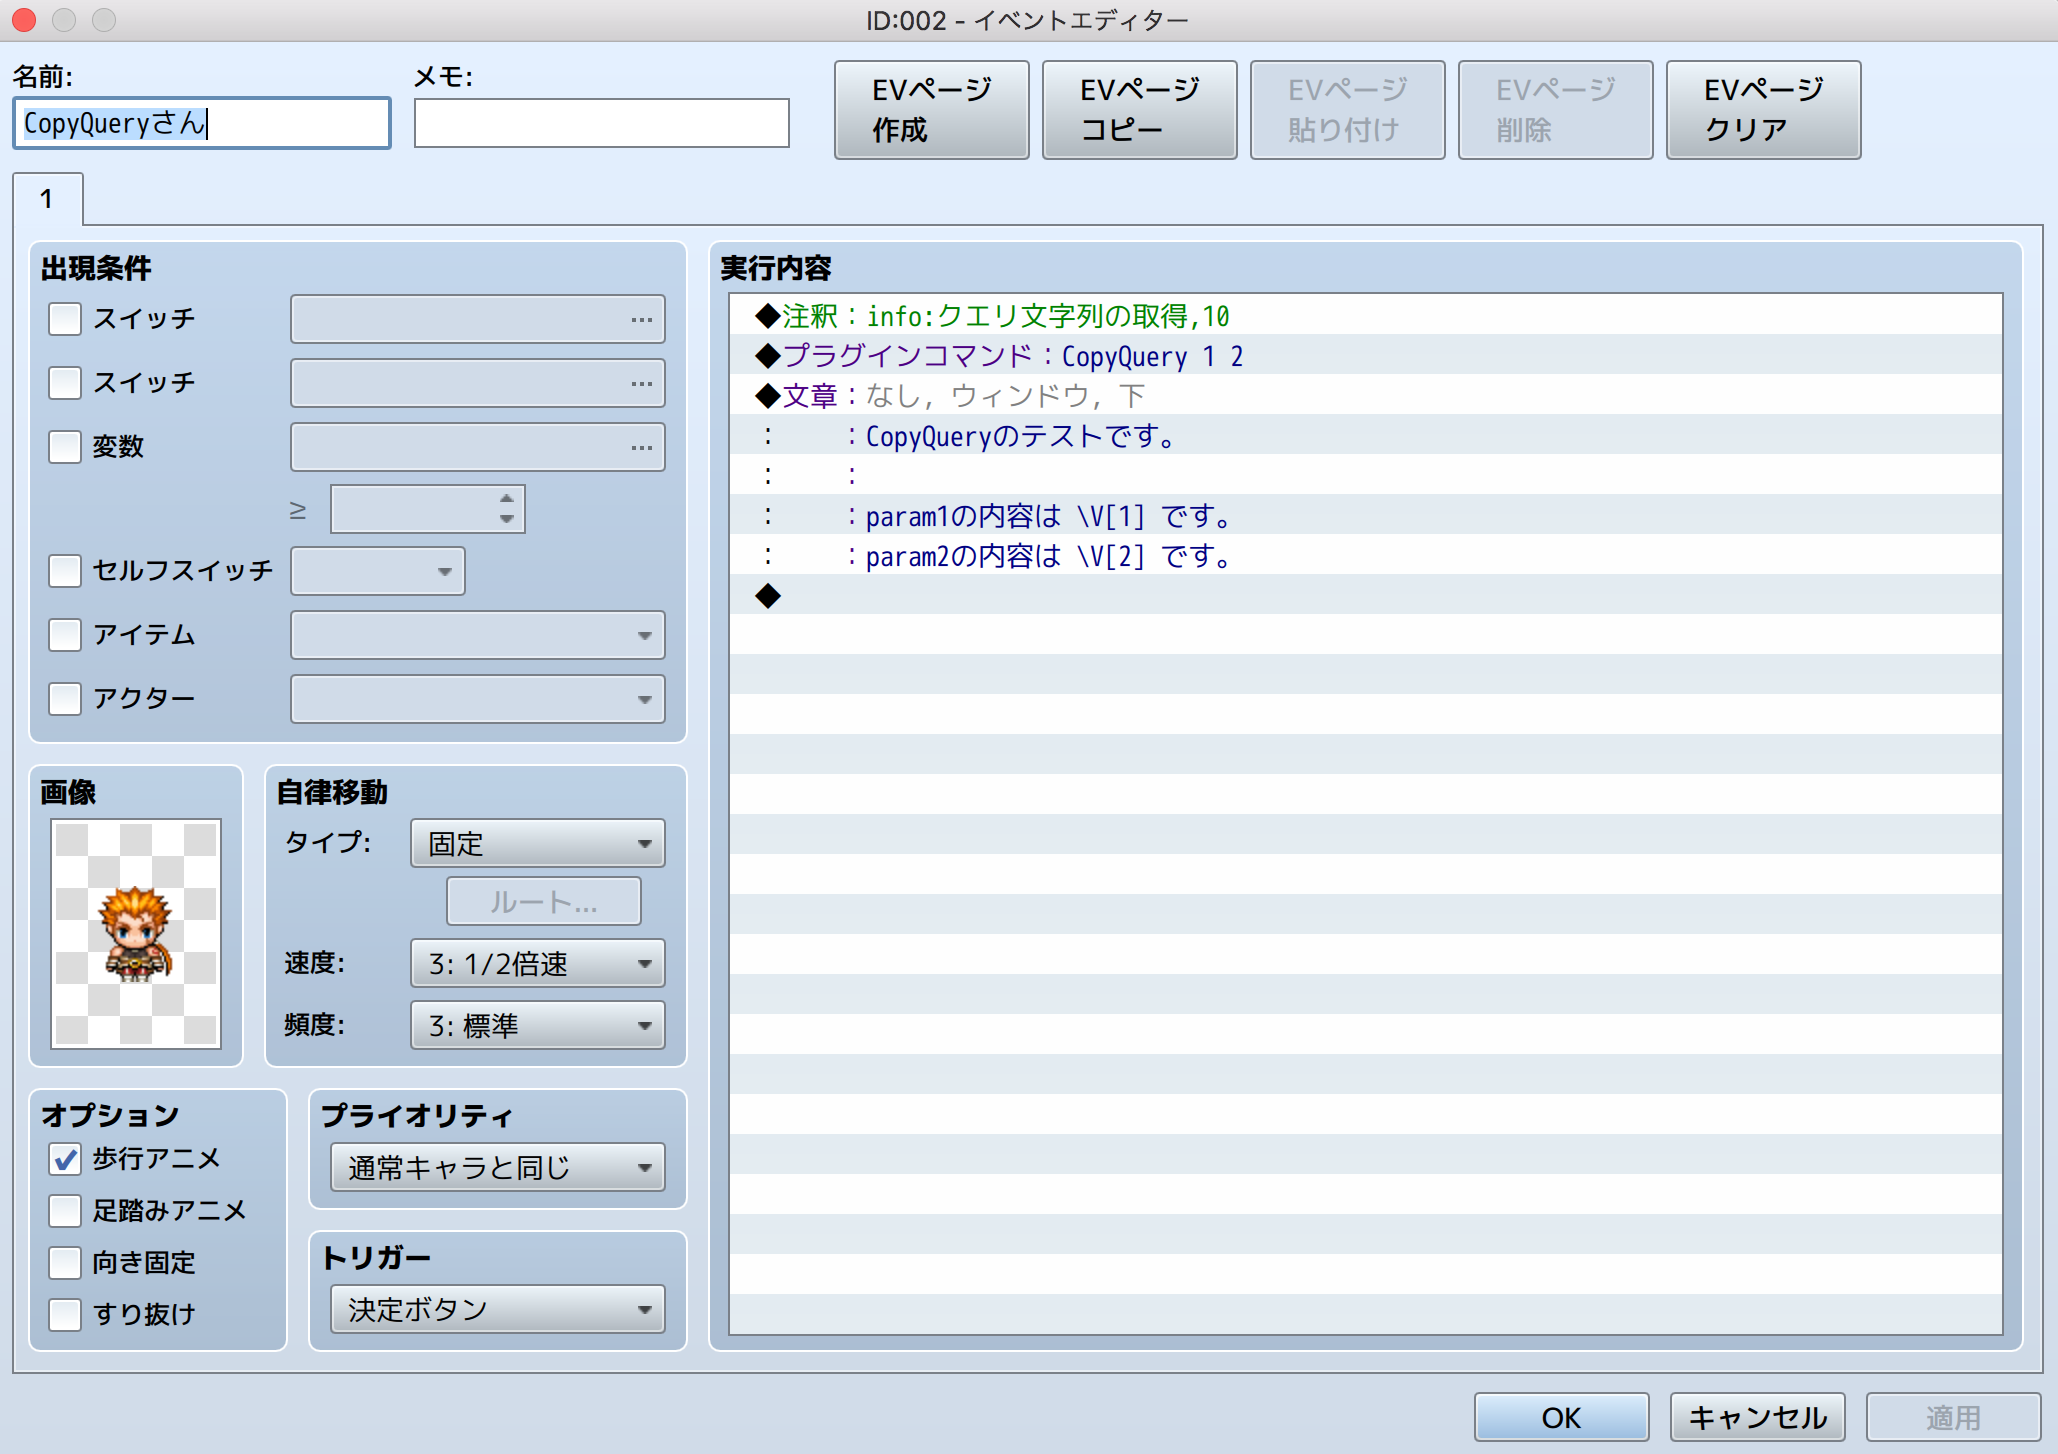 ID:002 - イベントエディター
名前:
メモ:
CopyQueryさん
EVページ
作成
EVページ
コピー
EVページ
貼り付け
EVページ
削除
EVページ
クリア
1
出現条件
スイッチ
...
スイッチ
...
変数
...
≥
セルフスイッチ
アイテム
アクター
画像
自律移動
タイプ:
固定
ルート...
速度:
3: 1/2倍速
頻度:
3: 標準
オプション
歩行アニメ
足踏みアニメ
向き固定
すり抜け
プライオリティ
通常キャラと同じ
トリガー
決定ボタン
実行内容
◆注釈：info:クエリ文字列の取得,10
◆プラグインコマンド：CopyQuery 1 2
◆文章：なし, ウィンドウ, 下
：　　：CopyQueryのテストです。
：　　：
：　　：param1の内容は \V[1] です。
：　　：param2の内容は \V[2] です。
◆
OK
キャンセル
適用